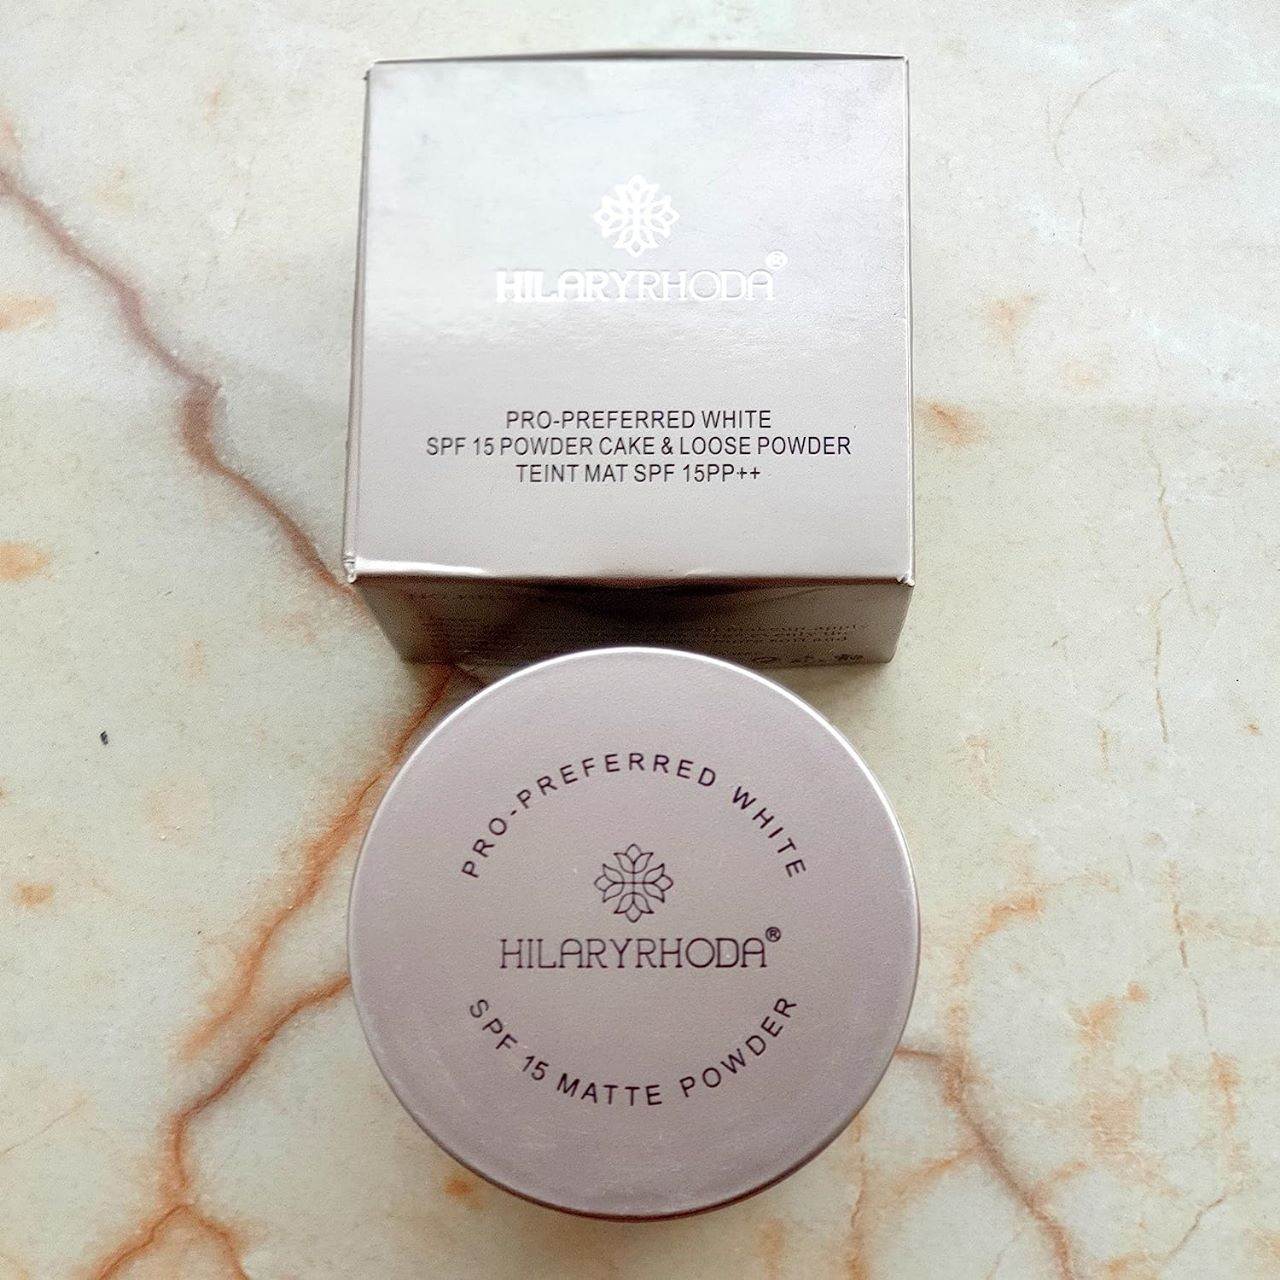 HILARYRHODA®
PRO-PREFERRED WHITE
SPF 15 POWDER CAKE & LOOSE POWDER
TEINT MAT SPF 15PP++
PRO-PREFERRED WHITE
HILARYRHODA®
SPF 15 MATTE POWDER